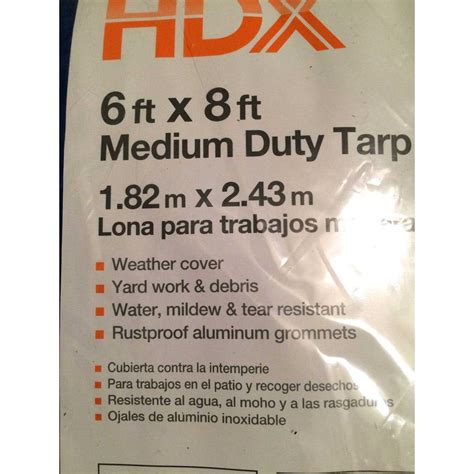 HDX
6 ft x 8 ft
Medium Duty Tarp
1.82 m x 2.43 m
Lona para trabajos
Weather cover
Yard work & debris
Water, mildew & tear resistant
Rustproof aluminum grommets
Cubierta contra la intemperie
Para trabajos en el patio y recoger desechos
Resistente al agua, al moho y a las rasgaduras
Ojales de aluminio inoxidable